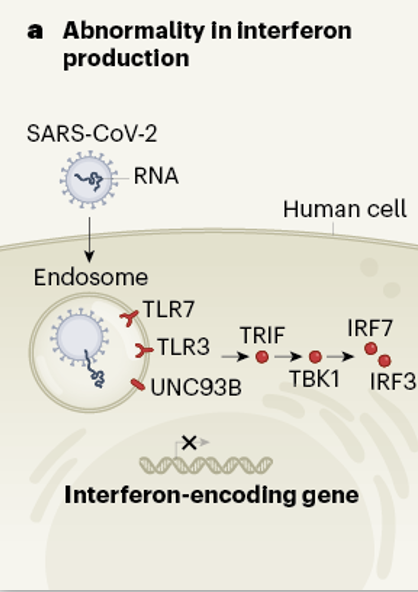 a Abnormality in interferon
production
SARS-CoV-2
RNA
Human cell
Endosome
TLR7
TLR3
UNC93B
TRIF
TBK1
IRF7
IRF3
X
Interferon-encoding gene